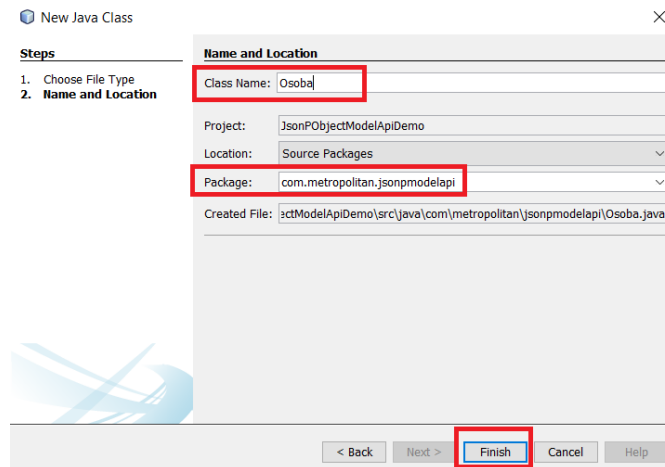 New Java Class
Steps
1. Choose File Type
2. Name and Location
Name and Location
Class Name: Osoba
Project: JsonPObjectModelApiDemo
Location: Source Packages
Package: com.metropolitan.jsonpmodelapi
Created File: ectModelApiDemo\src\java\com\metropolitan\jsonpmodelapi\Osoba.java
< Back Next > Finish Cancel Help